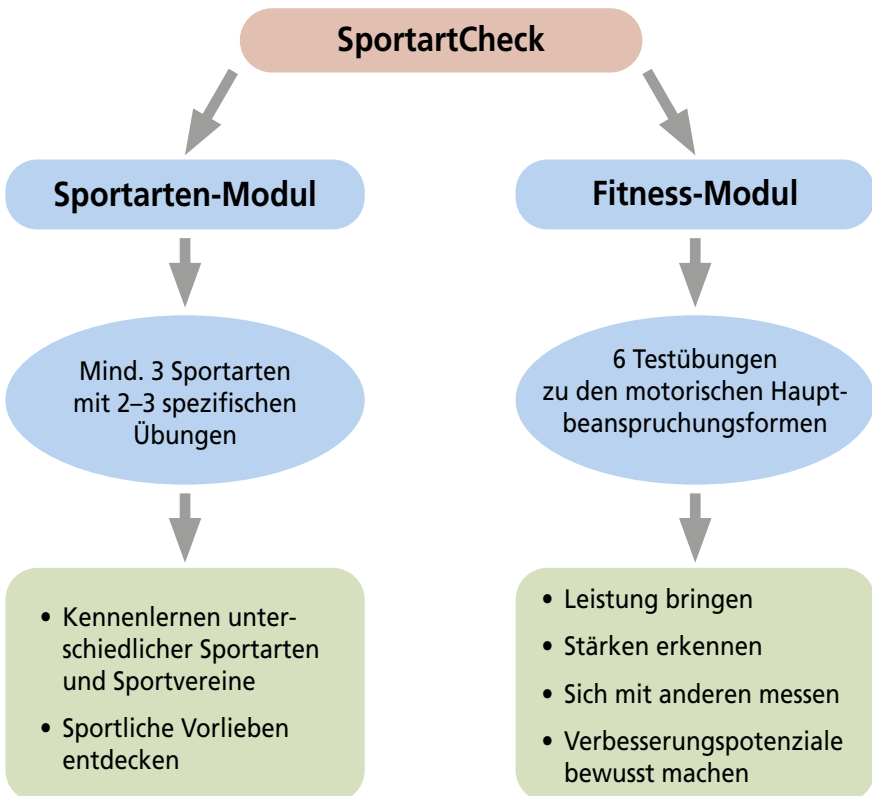 SportartCheck
Sportarten-Modul
Mind. 3 Sportarten
mit 2–3 spezifischen
Übungen
• Kennenlernen unter-
schiedlicher Sportarten
und Sportvereine
• Sportliche Vorlieben
entdecken
Fitness-Modul
6 Testübungen
zu den motorischen Haupt-
beanspruchungsformen
• Leistung bringen
• Stärken erkennen
• Sich mit anderen messen
• Verbesserungspotenziale
bewusst machen